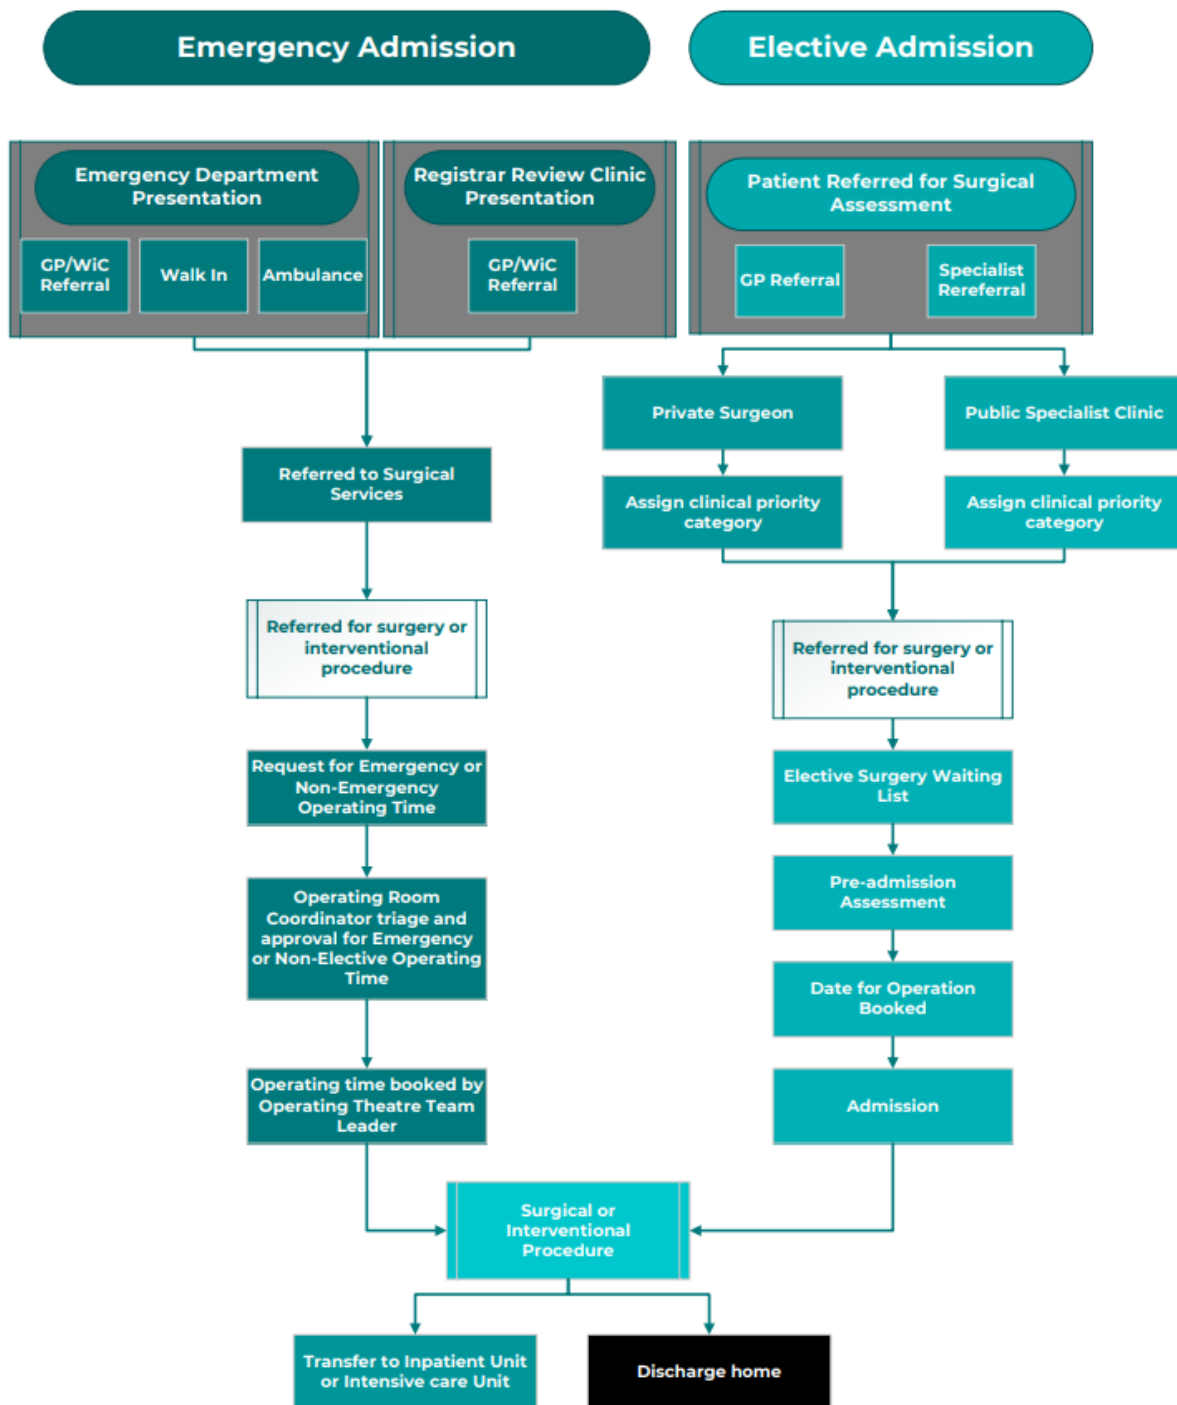 Emergency Admission
Elective Admission
Emergency Department
Presentation
GP/WiC
Referral
Walk In
Ambulance
Registrar Review Clinic
Presentation
GP/WiC
Referral
Patient Referred for Surgical
Assessment
GP Referral
Specialist
Rereferral
Private Surgeon
Public Specialist Clinic
Assign clinical priority
category
Assign clinical priority
category
Referred to Surgical
Services
Referred for surgery or
interventional
procedure
Request for Emergency or
Non-Emergency
Operating Time
Operating Room
Coordinator triage and
approval for Emergency
or Non-Elective Operating
Time
Operating time booked by
Operating Theatre Team
Leader
Referred for surgery or
interventional
procedure
Elective Surgery Waiting
List
Pre-admission
Assessment
Date for Operation
Booked
Admission
Surgical or
Interventional
Procedure
Transfer to Inpatient Unit
or Intensive care Unit
Discharge home